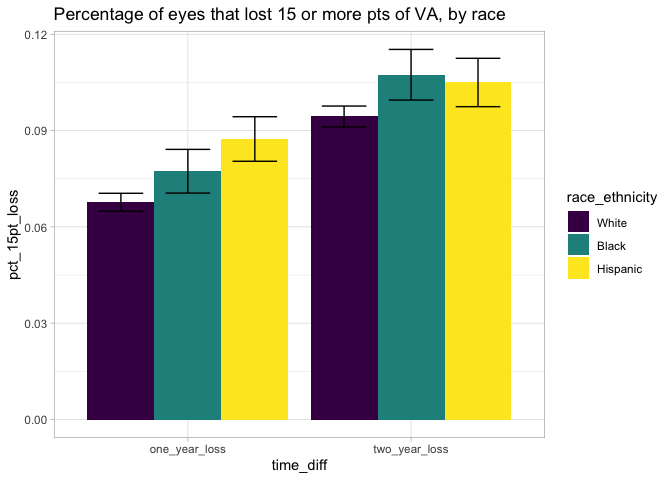 Percentage of eyes that lost 15 or more pts of VA, by race
0.12
0.09
0.06
0.03
0.00
pct_15pt_loss
one_year_loss
two_year_loss
time_diff
race_ethnicity
White
Black
Hispanic